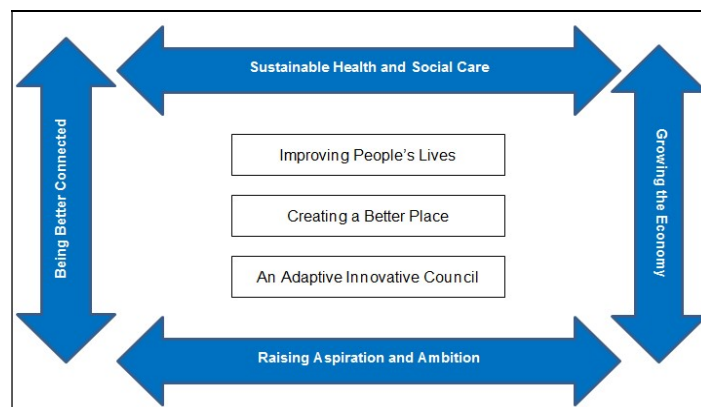 Sustainable Health and Social Care
Being Better Connected
Improving People's Lives
Creating a Better Place
An Adaptive Innovative Council
Growing the Economy
Raising Aspiration and Ambition